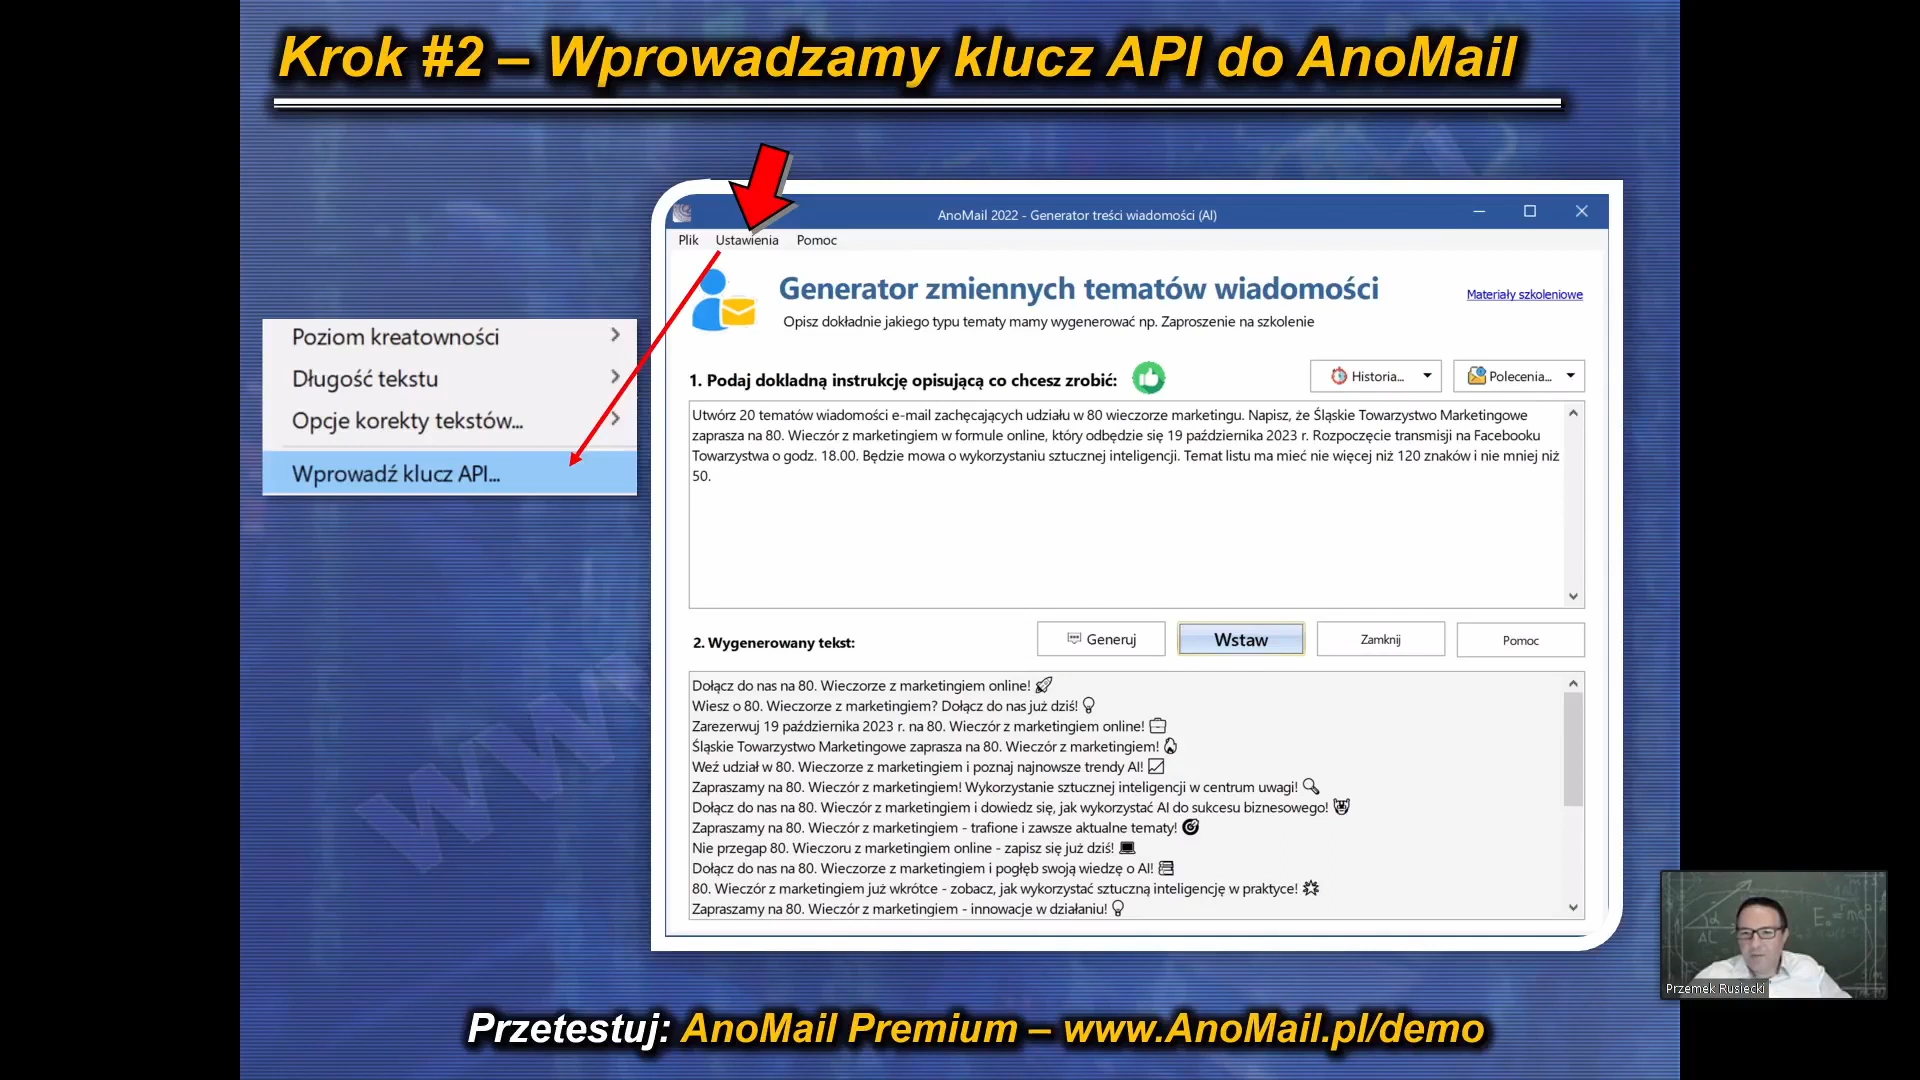 Krok #2 – Wprowadzamy klucz API do AnoMail
AnoMail 2022 - Generator treści wiadomości (AI)
Plik Ustawienia Pomoc
Generator zmiennych tematów wiadomości
Materiały szkoleniowe
Opisz dokładnie jakiego typu tematy mamy wygenerować np. Zaproszenie na szkolenie
Poziom kreatowności
Długość tekstu
Opcje korekty tekstów...
Wprowadź klucz API...
1. Podaj dokladną instrukcję opisującą co chcesz zrobić:
Historia...
Polecenia...
Utwórz 20 tematów wiadomości e-mail zachęcających udziału w 80 wieczorze marketingu. Napisz, że Śląskie Towarzystwo Marketingowe
zaprasza na 80. Wieczór z marketingiem w formule online, który odbędzie się 19 października 2023 r. Rozpoczęcie transmisji na Facebooku
Towarzystwa o godz. 18.00. Będzie mowa o wykorzystaniu sztucznej inteligencji. Temat listu ma mieć nie więcej niż 120 znaków i nie mniej niż
50.
2. Wygenerowany tekst:
Generuj
Wstaw
Zamknij
Pomoc
Dołącz do nas na 80. Wieczorze z marketingiem online!
Wiesz o 80. Wieczorze z marketingiem? Dołącz do nas już dziś!
Zarezerwuj 19 października 2023 r. na 80. Wieczór z marketingiem online!
Śląskie Towarzystwo Marketingowe zaprasza na 80. Wieczór z marketingiem!
Weź udział w 80. Wieczorze z marketingiem i poznaj najnowsze trendy AI!
Zapraszamy na 80. Wieczór z marketingiem! Wykorzystanie sztucznej inteligencji w centrum uwagi!
Dołącz do nas na 80. Wieczór z marketingiem i dowiedz się, jak wykorzystać AI do sukcesu biznesowego!
Zapraszamy na 80. Wieczór z marketingiem - trafione i zawsze aktualne tematy!
Nie przegap 80. Wieczoru z marketingiem online - zapisz się już dziś!
Dołącz do nas na 80. Wieczorze z marketingiem i pogłęb swoją wiedzę o AI!
80. Wieczór z marketingiem już wkrótce - zobacz, jak wykorzystać sztuczną inteligencję w praktyce!
Zapraszamy na 80. Wieczór z marketingiem - innowacje w działaniu!
Przemek Rusiecki
Przetestuj: AnoMail Premium – www.AnoMail.pl/demo